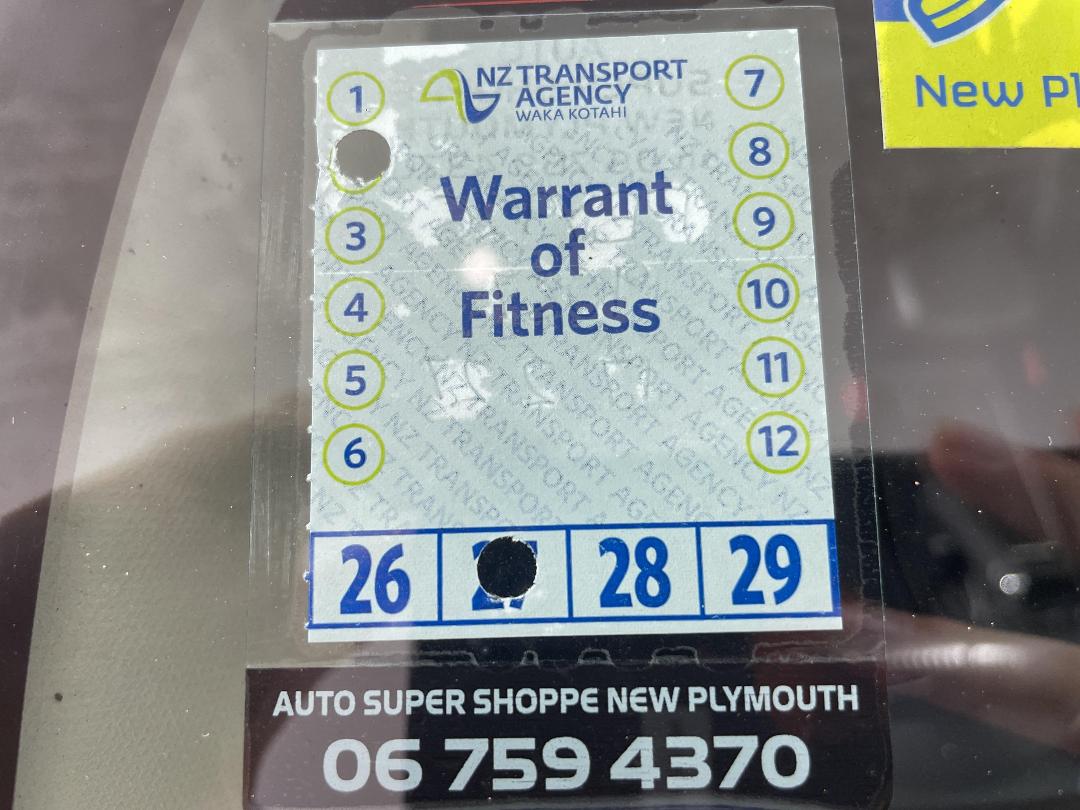 NZ TRANSPORT
AGENCY
WAKA KOTAHI
Warrant
of
Fitness
1
3
4
5
6
7
8
9
10
11
12
26
28
29
AUTO SUPER SHOPPE NEW PLYMOUTH
06 759 4370
New Pl